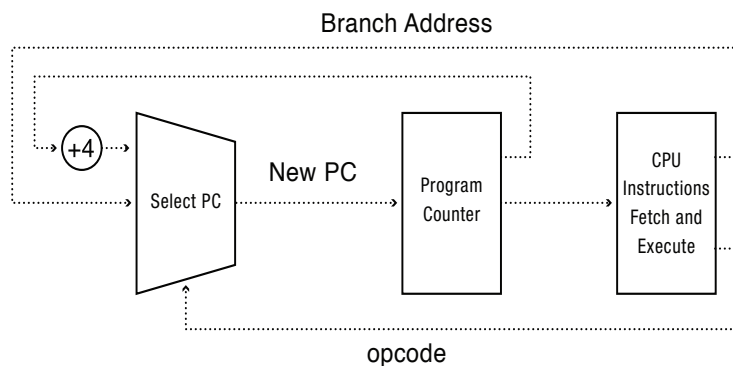 Branch Address
+4
Select PC
New PC
Program
Counter
CPU
Instructions
Fetch and
Execute
opcode